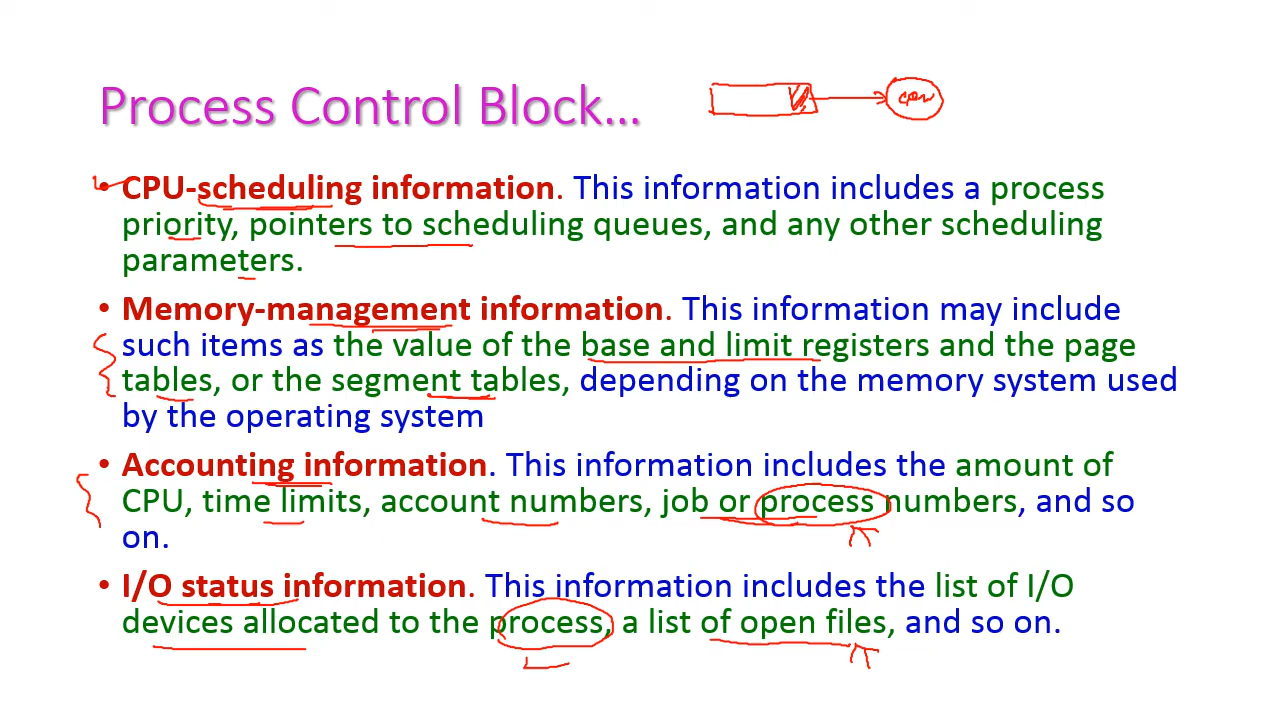 Process Control Block...
CPU
• CPU-scheduling information. This information includes a process
priority, pointers to scheduling queues, and any other scheduling
parameters.
• Memory-management information. This information may include
such items as the value of the base and limit registers and the page
tables, or the segment tables, depending on the memory system used
by the operating system
• Accounting information. This information includes the amount of
CPU, time limits, account numbers, job or process numbers, and so
on.
• I/O status information. This information includes the list of I/O
devices allocated to the process, a list of open files, and so on.